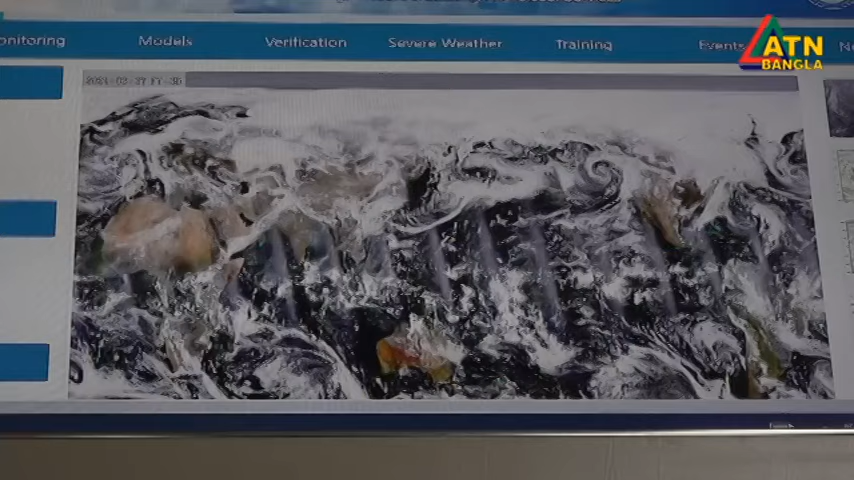 onitoring Models Verification Severe Weather Training Events
ATN
BANGLA